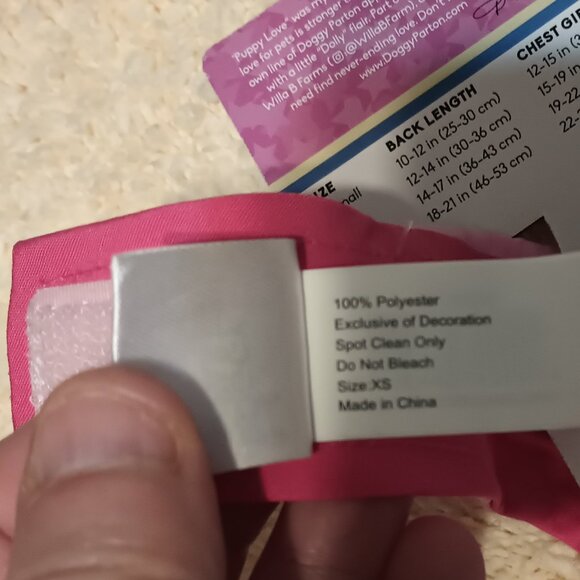 "Puppy Love" was my
love for pets is stronger
own line of Doggy Parton
with a little "Dolly" flair. Part
Willa B Farms (@WillaBFarm),
need find never-ending love. Don't
www.DoggyParton.com
BACK LENGTH
10-12 in (25-30 cm)
12-14 in (30-36 cm)
14-17 in (36-43 cm)
18-21 in (46-53 cm)
CHEST
12-15 in
15-19 in
19-22
100% Polyester
Exclusive of Decoration
Spot Clean Only
Do Not Bleach
Size:XS
Made in China